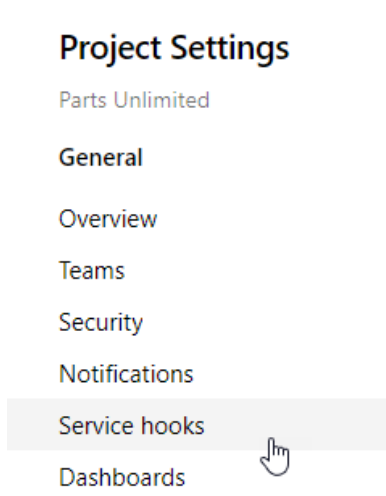 Project Settings
Parts Unlimited
General
Overview
Teams
Security
Notifications
Service hooks
Dashboards